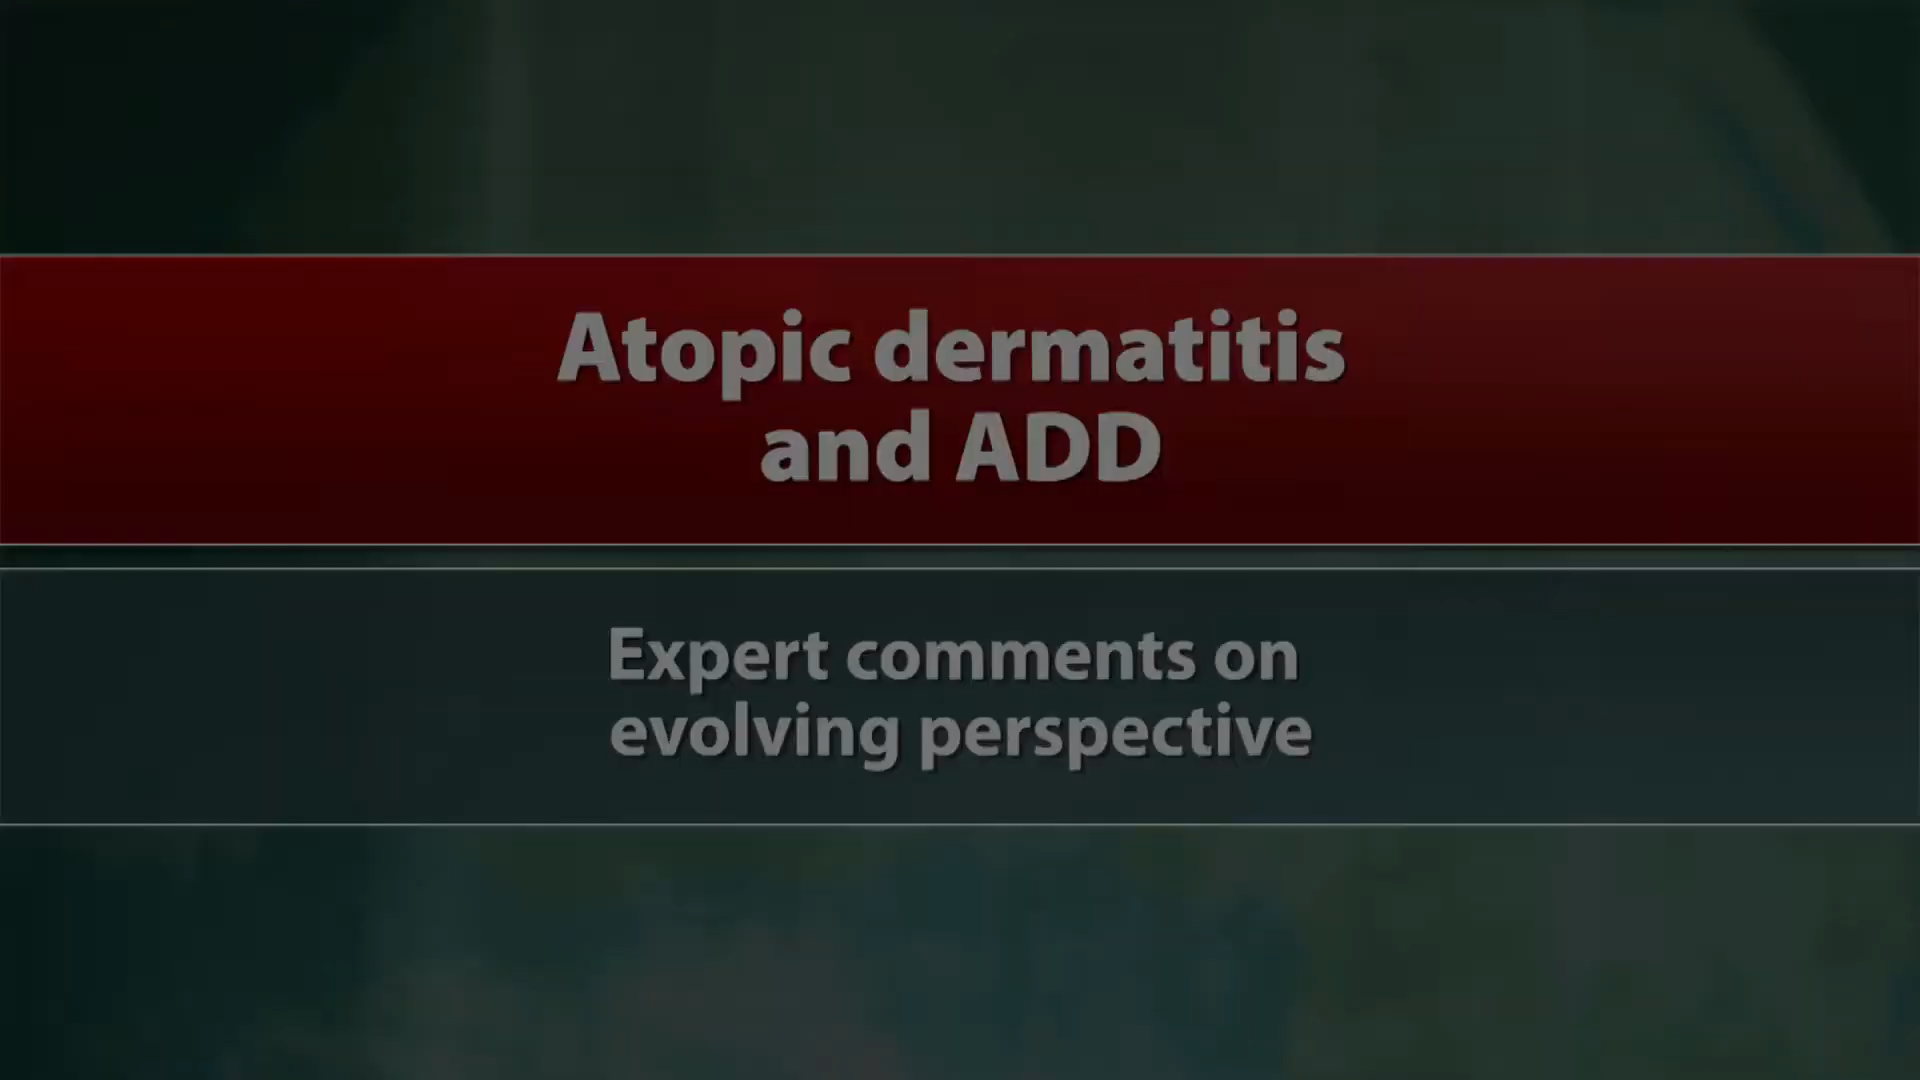 Atopic dermatitis
and ADD
Expert comments on
evolving perspective